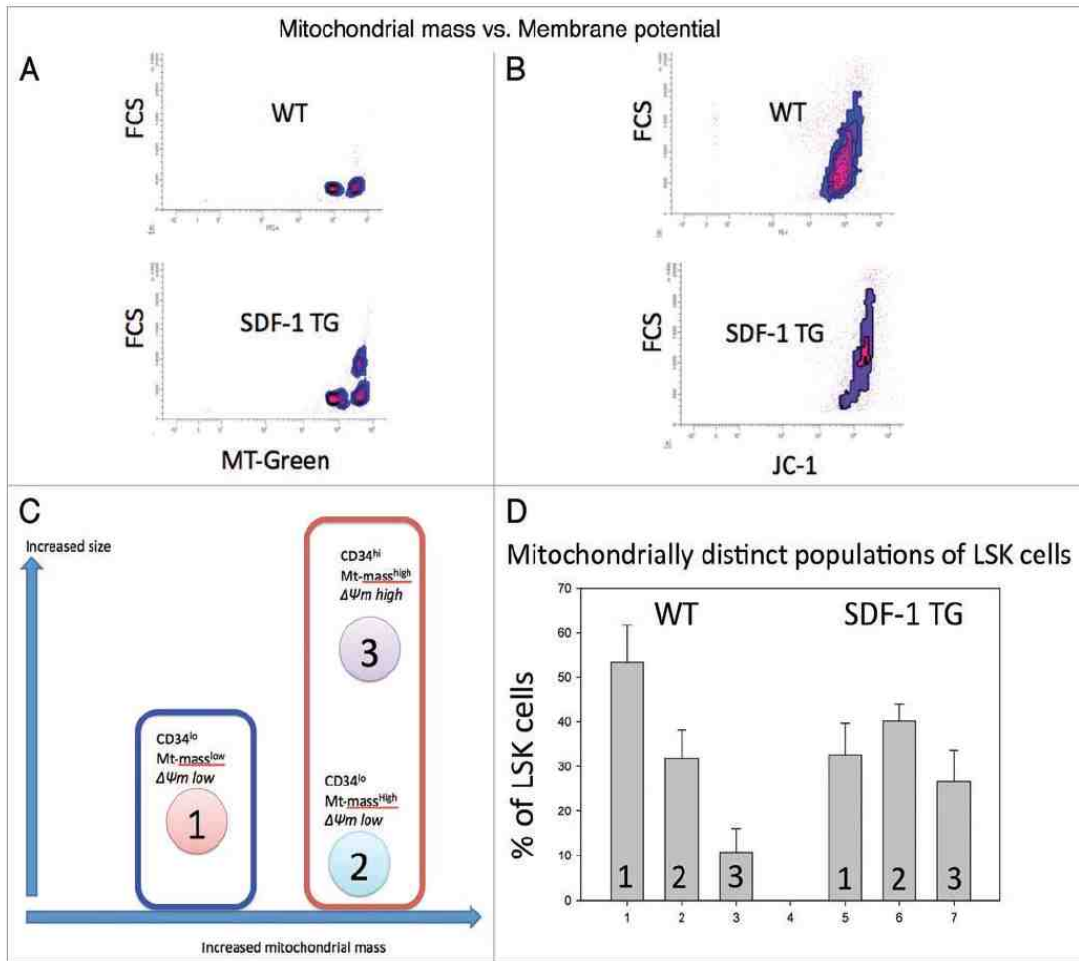 Mitochondrial mass vs. Membrane potential
A
FCS
WT
FCS
SDF-1 TG
MT-Green
B
FCS
WT
FCS
SDF-1 TG
JC-1
C
Increased size
CD34hi
Mt-masshigh
ΔΨm high
3
CD34lo
Mt-masslow
ΔΨm low
1
CD34lo
Mt-massHigh
ΔΨm low
2
Increased mitochondrial mass
D
Mitochondrially distinct populations of LSK cells
% of LSK cells
70
60
50
40
30
20
10
0
WT
SDF-1 TG
1 2 3 1 2 3
1 2 3 4 5 6 7